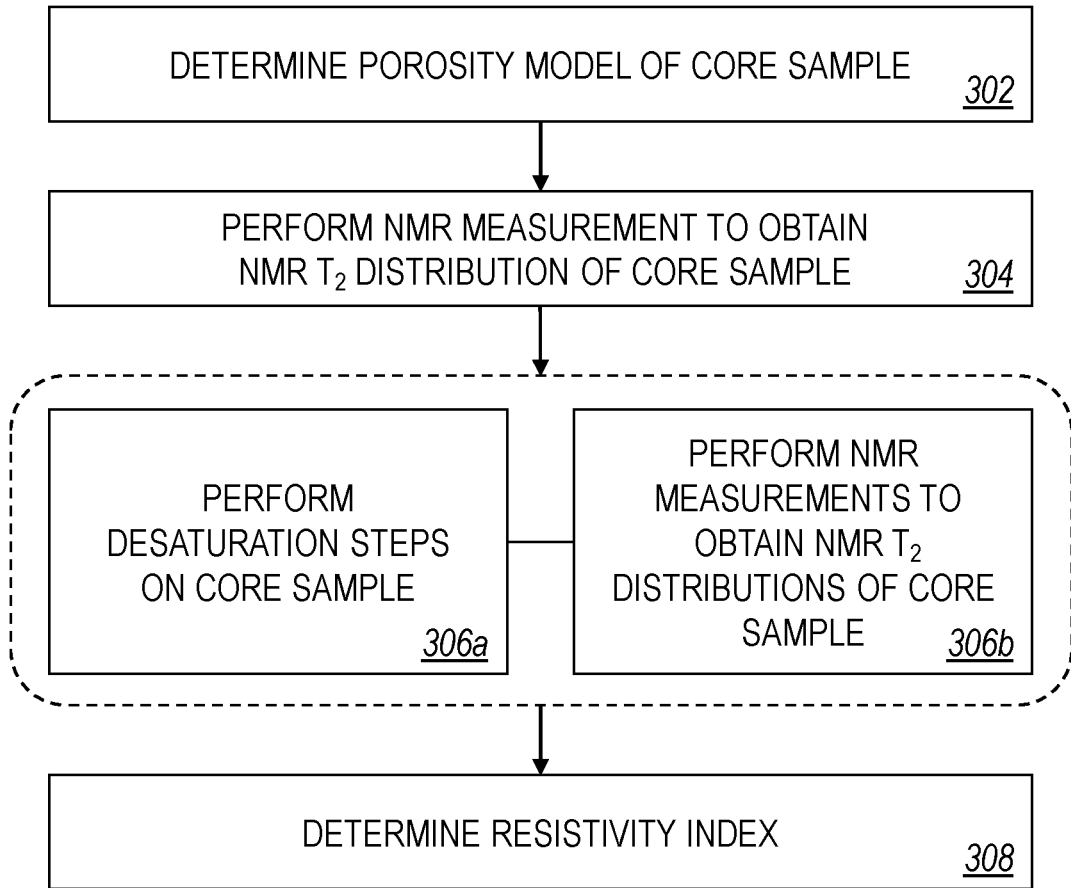 DETERMINE POROSITY MODEL OF CORE SAMPLE
302
PERFORM NMR MEASUREMENT TO OBTAIN
NMR T₂ DISTRIBUTION OF CORE SAMPLE
304
PERFORM
DESATURATION STEPS
ON CORE SAMPLE
306a
PERFORM NMR
MEASUREMENTS TO
OBTAIN NMR T₂
DISTRIBUTIONS OF CORE
SAMPLE
306b
DETERMINE RESISTIVITY INDEX
308